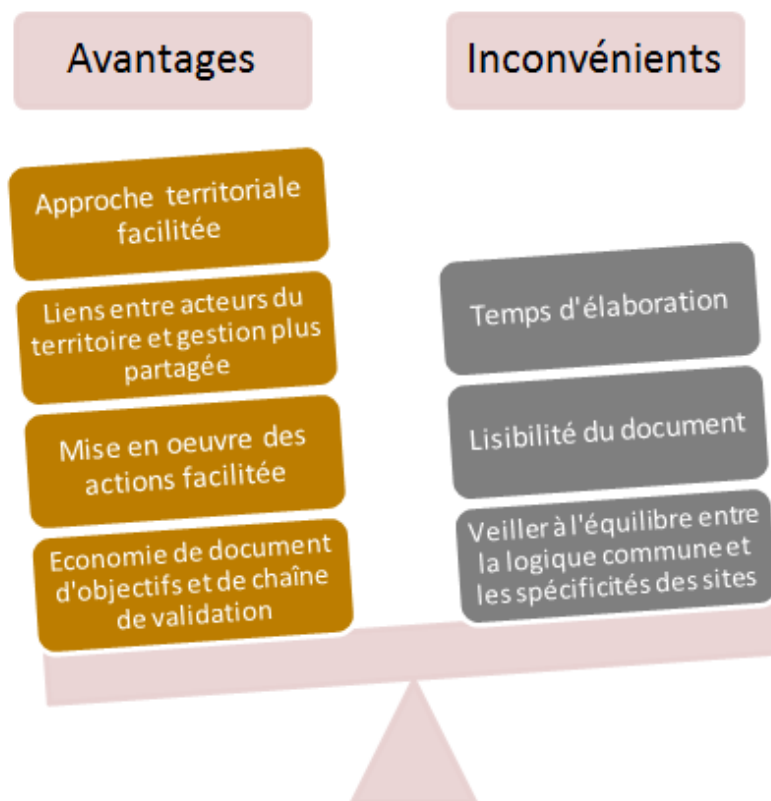 Avantages
Inconvénients
Approche territoriale
facilitée
Liens entre acteurs du
territoire et gestion plus
partagée
Mise en oeuvre des
actions facilitée
Economie de document
d'objectifs et de chaîne
de validation
Temps d'élaboration
Lisibilité du document
Veiller à l'équilibre entre
la logique commune et
les spécificités des sites